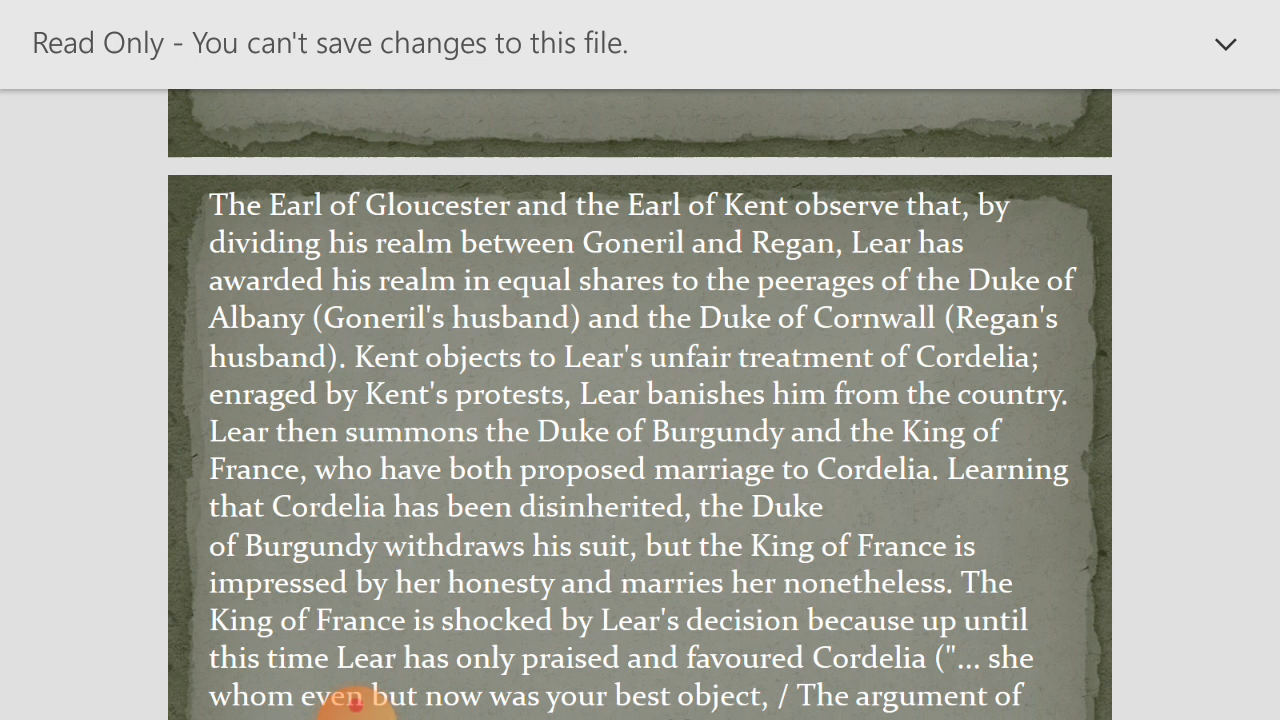 Read Only - You can't save changes to this file.
The Earl of Gloucester and the Earl of Kent observe that, by
dividing his realm between Goneril and Regan, Lear has
awarded his realm in equal shares to the peerages of the Duke of
Albany (Goneril's husband) and the Duke of Cornwall (Regan's
husband). Kent objects to Lear's unfair treatment of Cordelia;
enraged by Kent's protests, Lear banishes him from the country.
Lear then summons the Duke of Burgundy and the King of
France, who have both proposed marriage to Cordelia. Learning
that Cordelia has been disinherited, the Duke
of Burgundy withdraws his suit, but the King of France is
impressed by her honesty and marries her nonetheless. The
King of France is shocked by Lear's decision because up until
this time Lear has only praised and favoured Cordelia ("... she
whom even but now was your best object, / The argument of